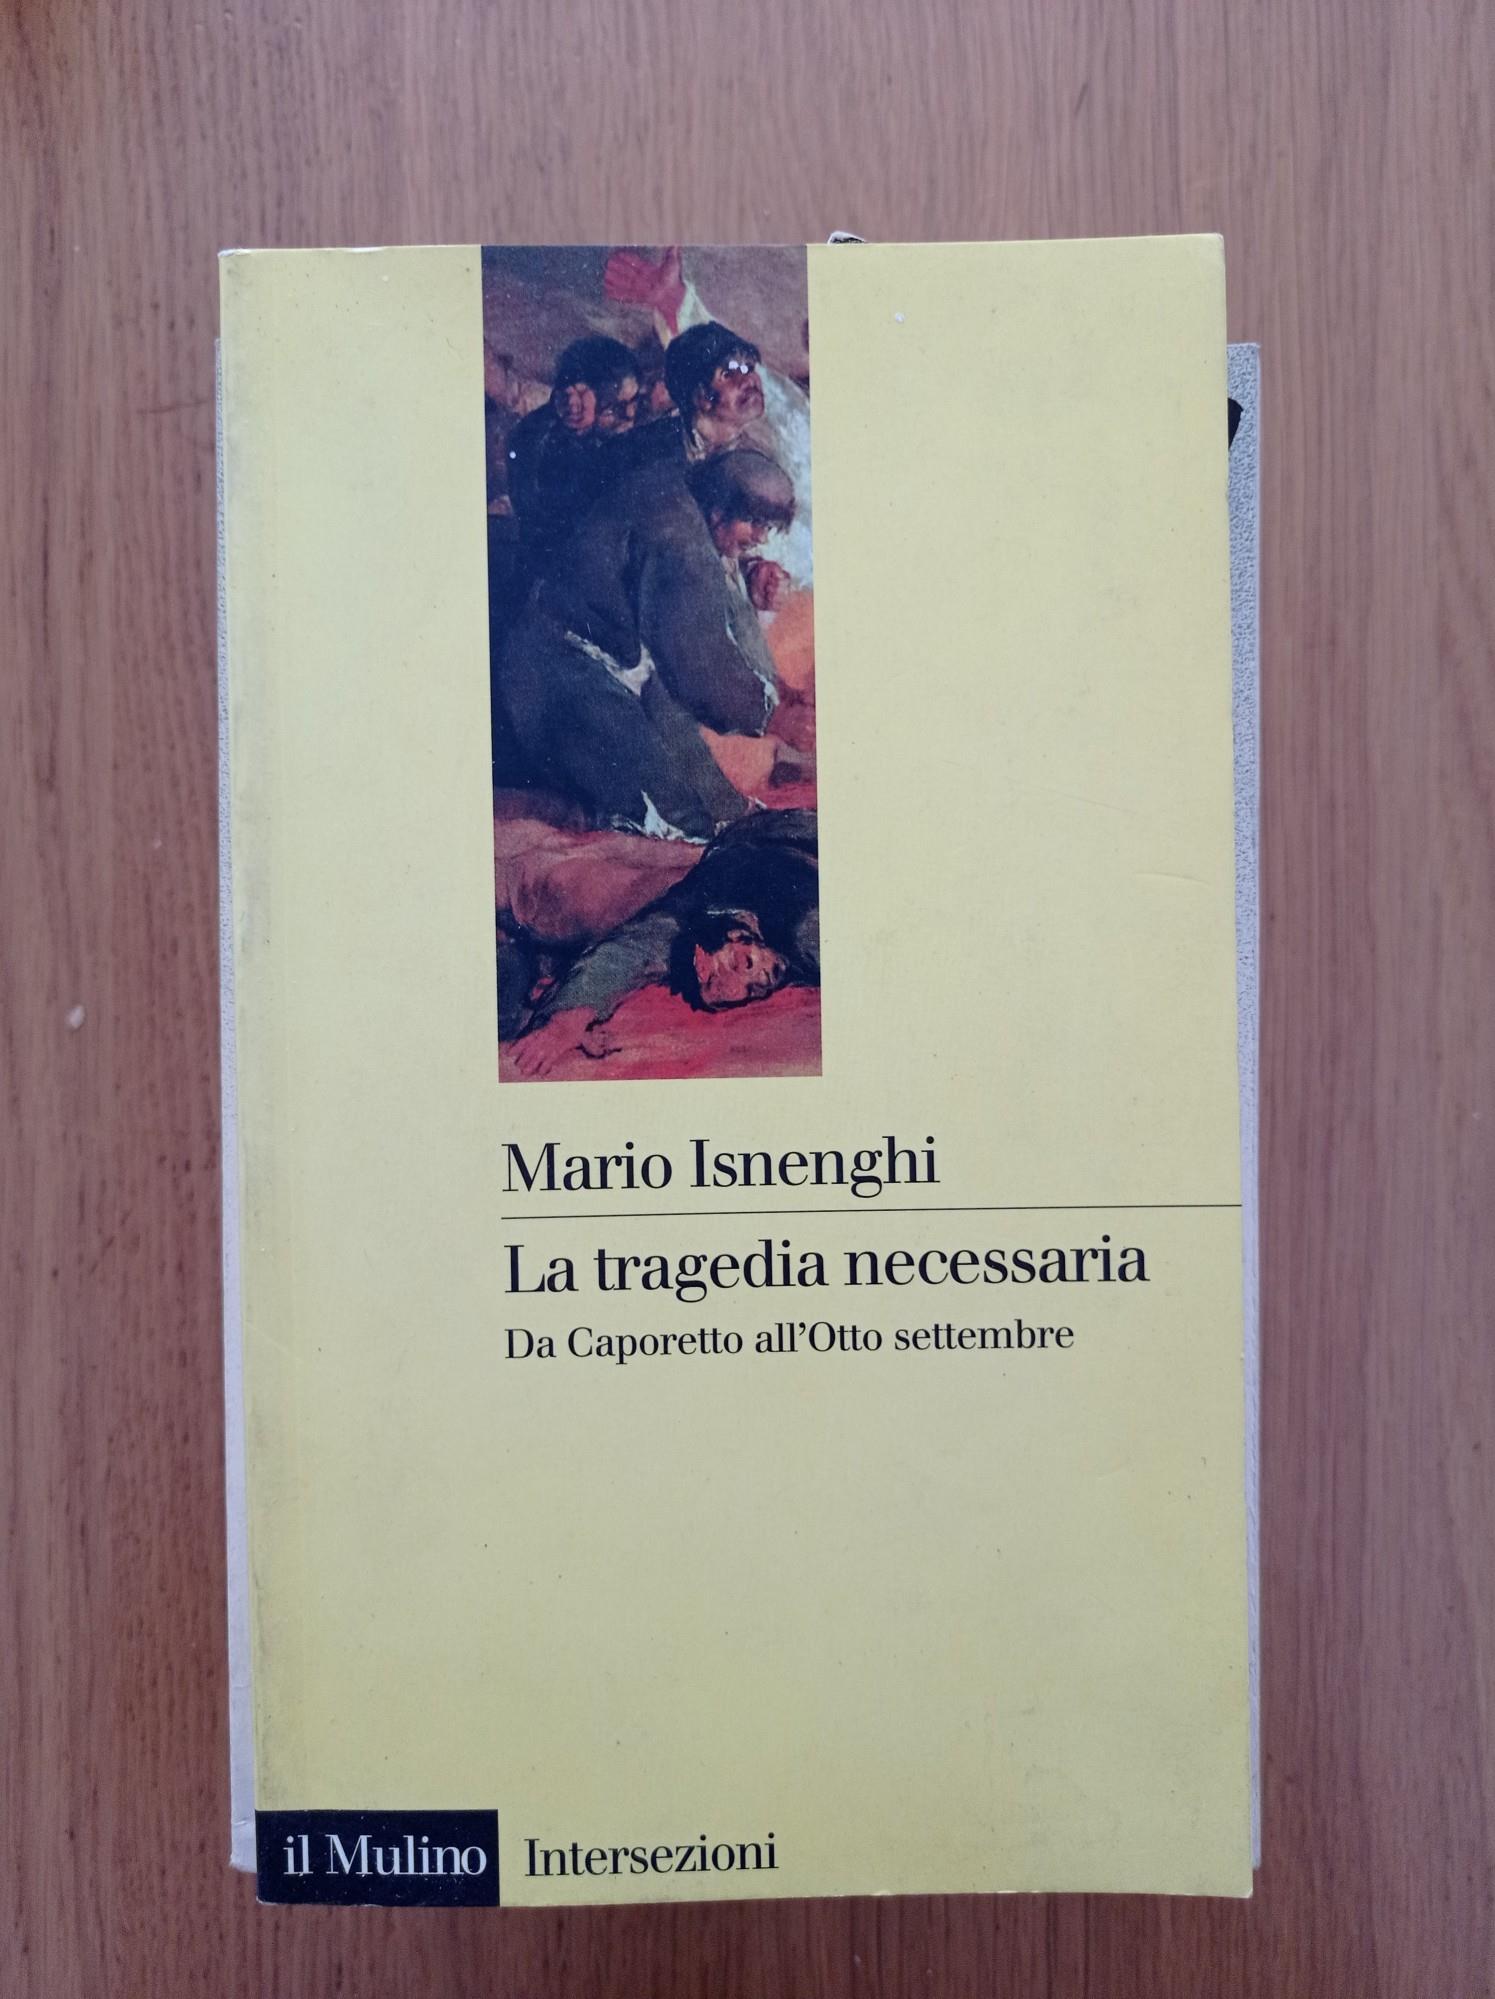 Mario Isnenghi
La tragedia necessaria
Da Caporetto all'Otto settembre
il Mulino Intersezioni